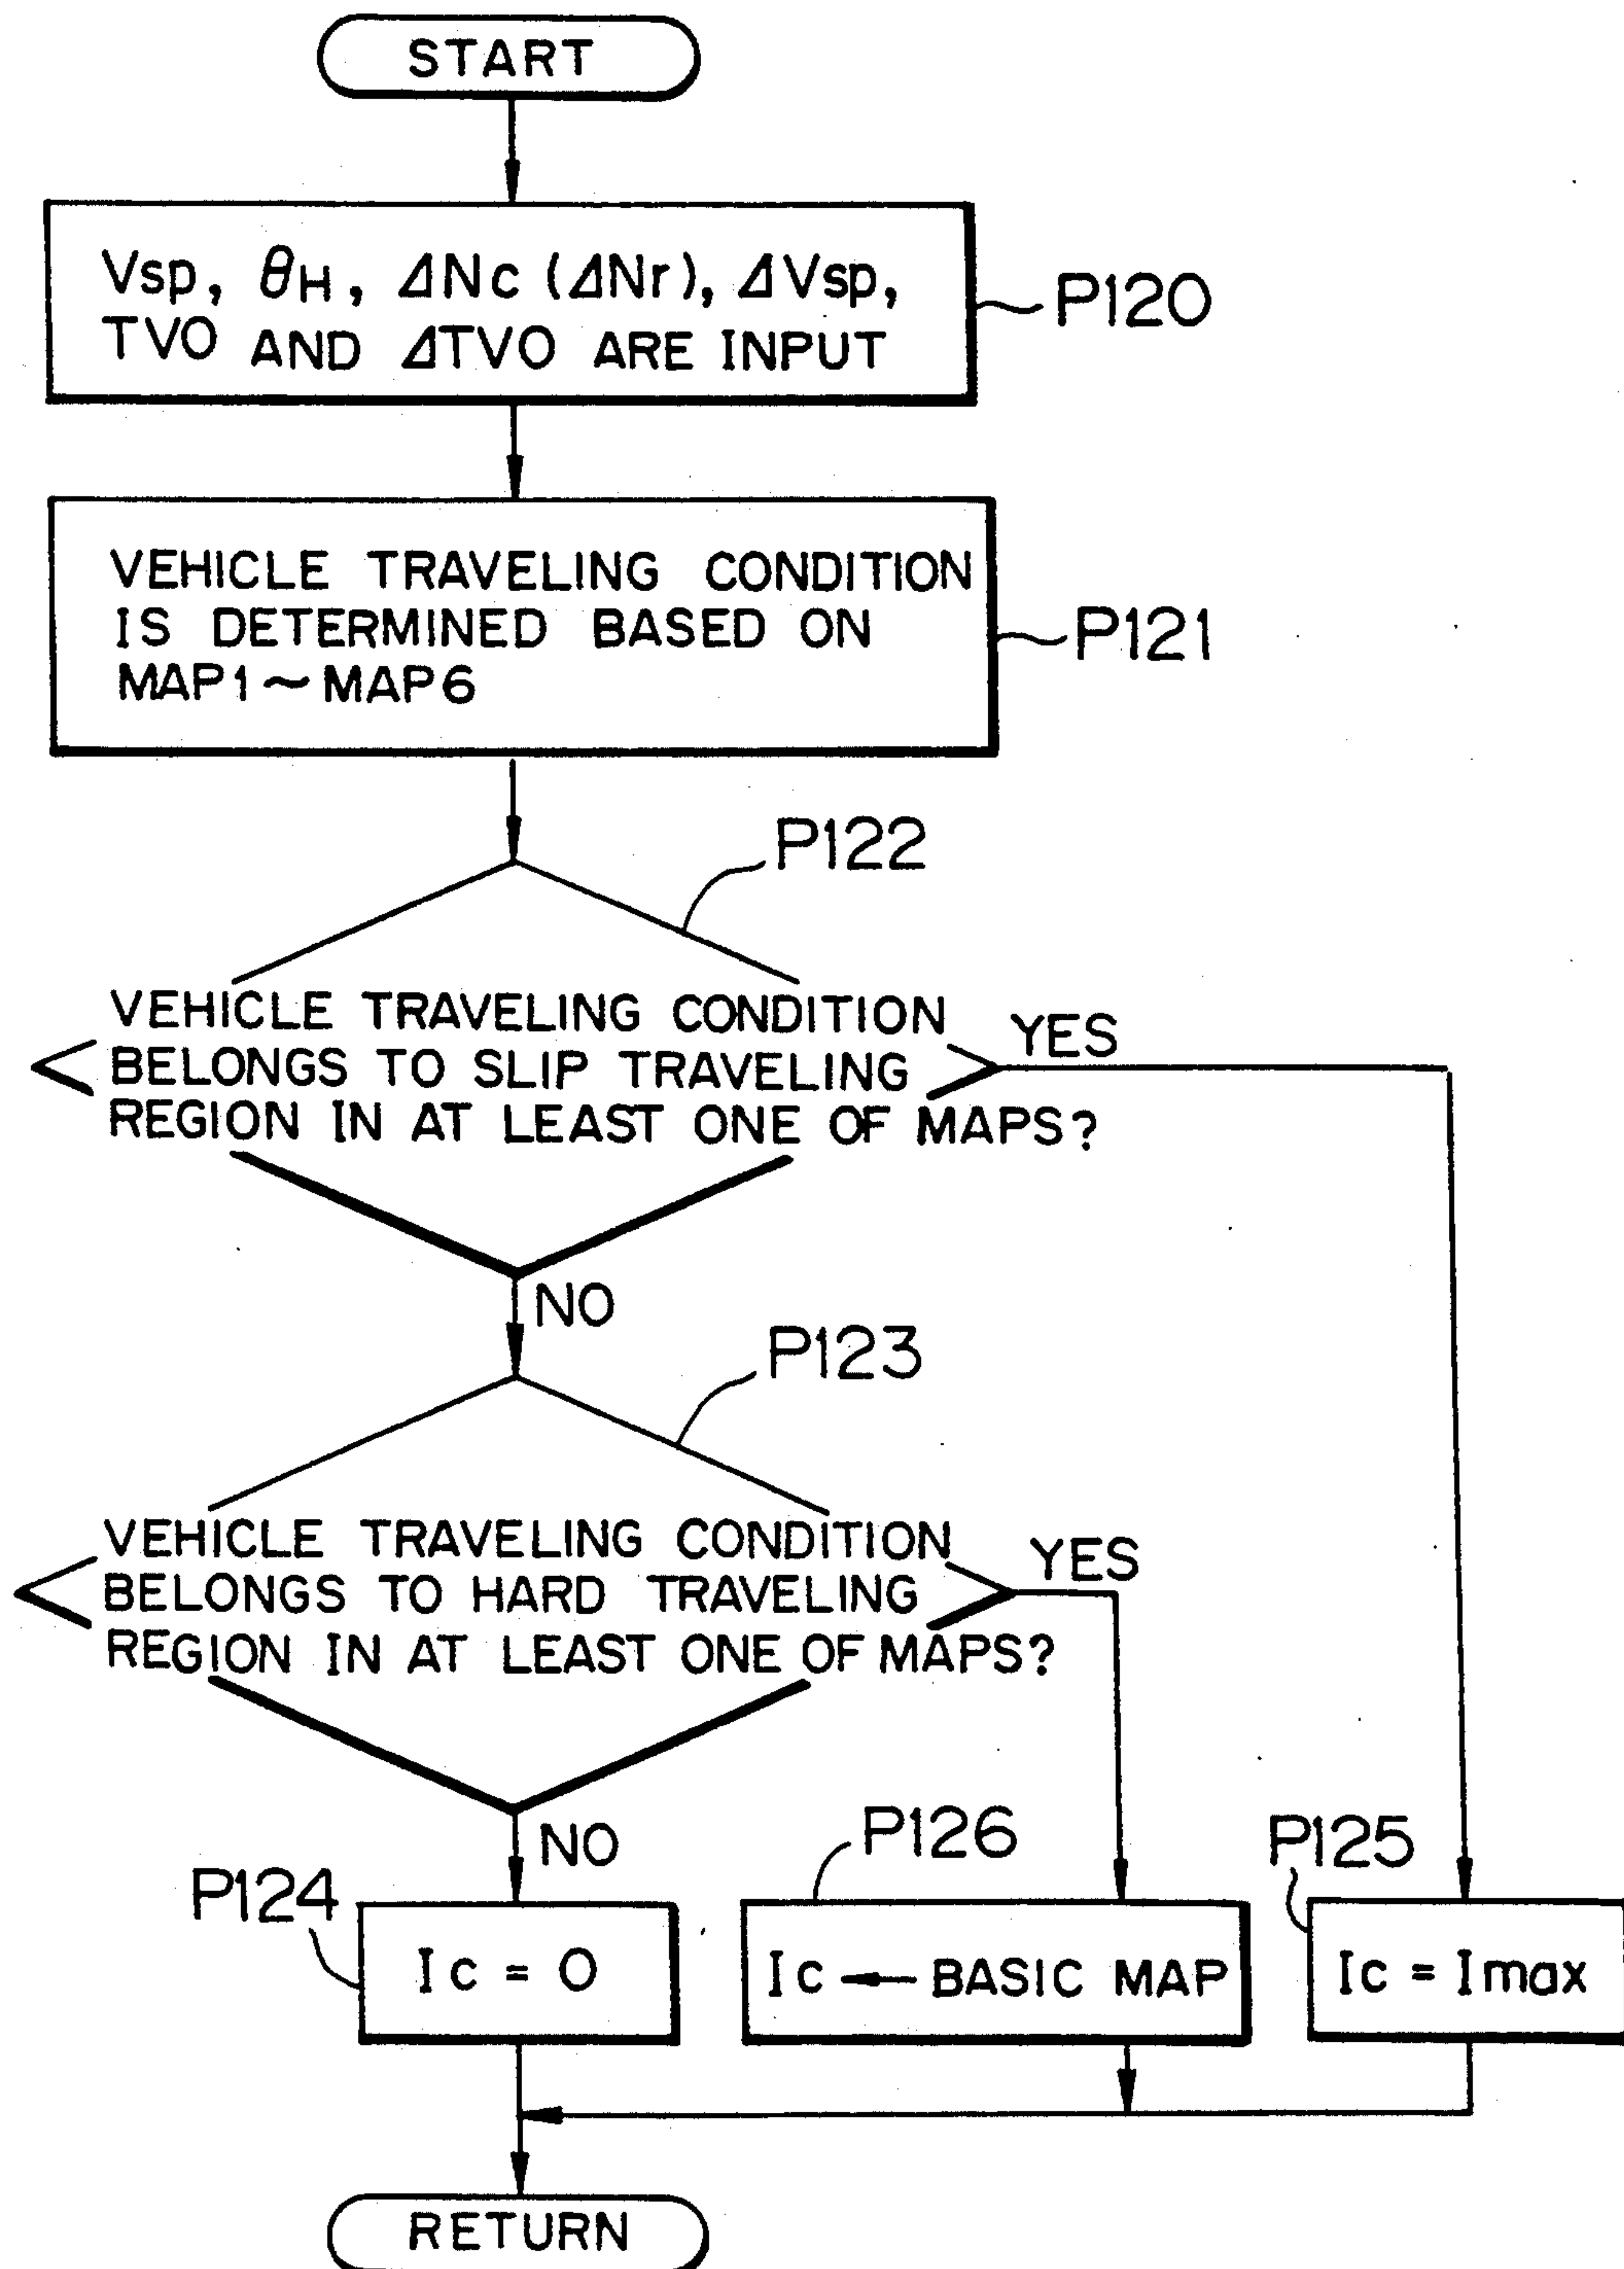 START
Vsp, θH, ΔNc (ΔNr), ΔVsp,
TVO AND ΔTVO ARE INPUT
P120
VEHICLE TRAVELING CONDITION
IS DETERMINED BASED ON
MAP1~MAP6
P121
P122
VEHICLE TRAVELING CONDITION
BELONGS TO SLIP TRAVELING
REGION IN AT LEAST ONE OF MAPS?
YES
NO
P123
VEHICLE TRAVELING CONDITION
BELONGS TO HARD TRAVELING
REGION IN AT LEAST ONE OF MAPS?
YES
NO
P124
Ic = 0
P126
Ic ← BASIC MAP
P125
Ic = Imax
RETURN